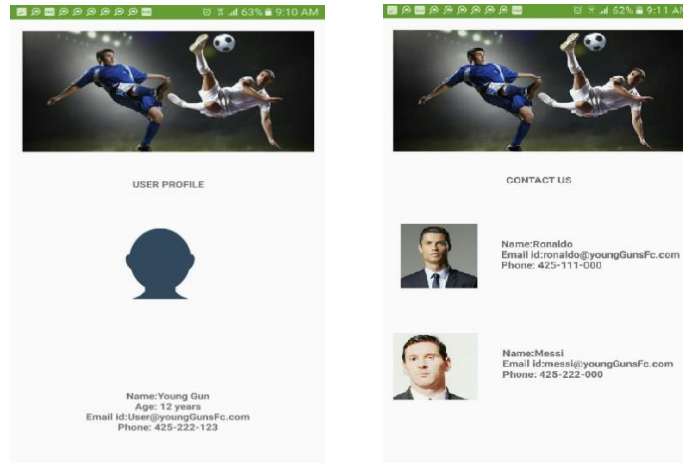 63% 9:10 AM
USER PROFILE
Name:Young Gun
Age: 12 years
Email id:User@youngGunsFc.com
Phone: 425-222-123
62% 9:11 AM
CONTACT US
Name:Ronaldo
Email id:ronaldo@youngGunsFc.com
Phone: 425-111-000
Name:Messi
Email id:messi@youngGunsFc.com
Phone: 425-222-000